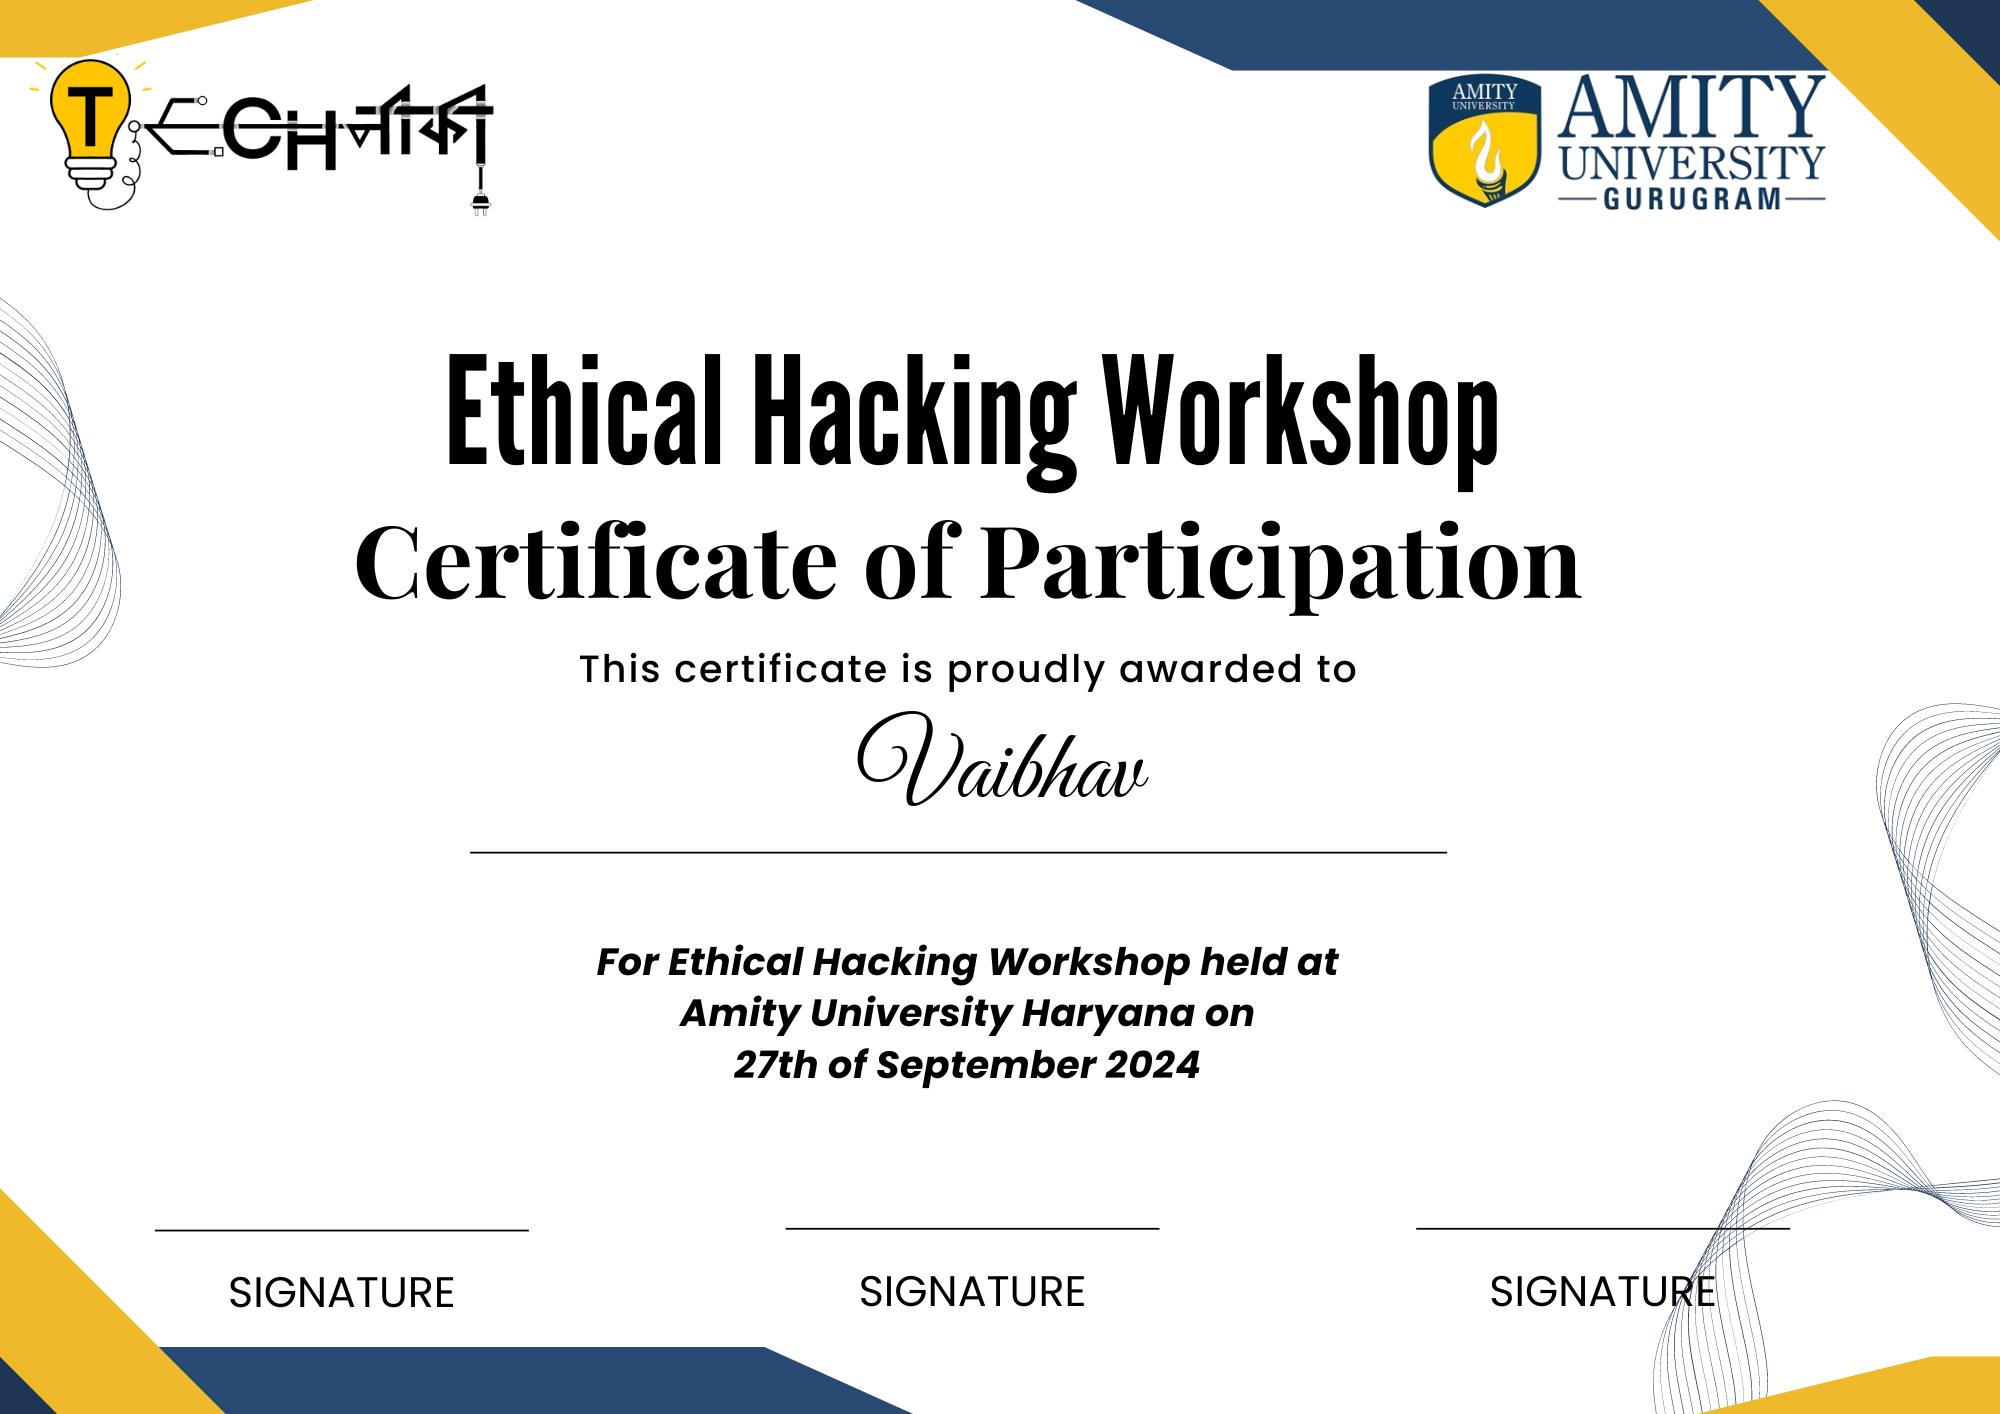 TECHनौका
AMITY
UNIVERSITY
AMITY
UNIVERSITY
GURUGRAM
Ethical Hacking Workshop
Certificate of Participation
This certificate is proudly awarded to
Vaibhav
For Ethical Hacking Workshop held at
Amity University Haryana on
27th of September 2024
SIGNATURE
SIGNATURE
SIGNATURE